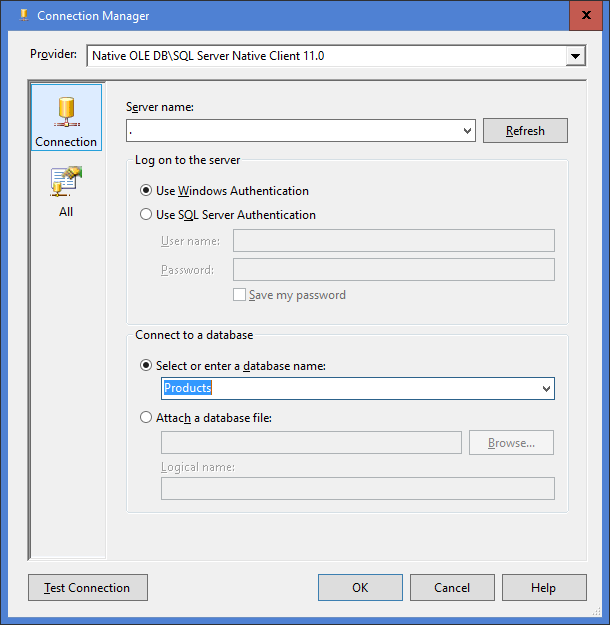 Connection Manager
Provider: Native OLE DB\SQL Server Native Client 11.0
Connection
All
Server name:
. Refresh
Log on to the server
Use Windows Authentication
Use SQL Server Authentication
User name:
Password:
Save my password
Connect to a database
Select or enter a database name:
Products
Attach a database file:
Browse...
Logical name:
Test Connection OK Cancel Help